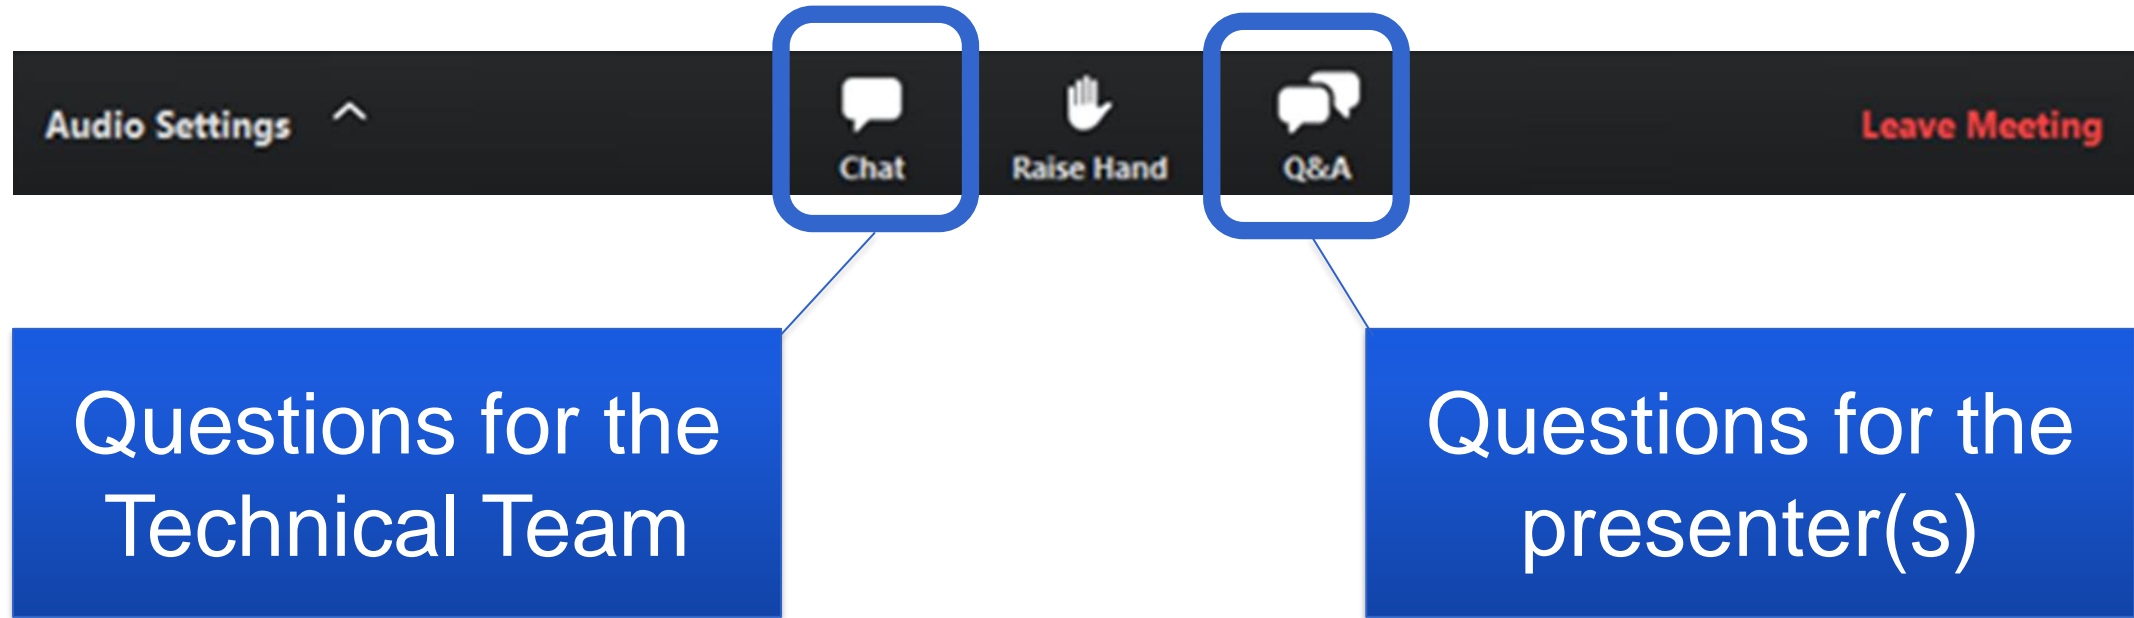 Audio Settings
Chat
Raise Hand
Q&A
Leave Meeting
Questions for the
Technical Team
Questions for the
presenter(s)